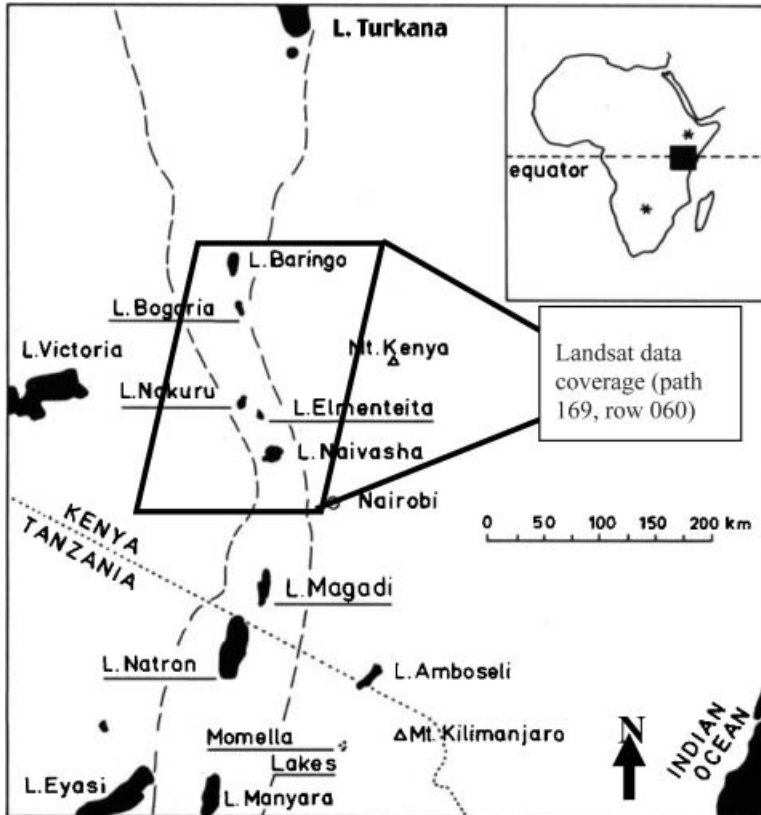 L. Turkana
equator
L. Baringo
L. Bogoria
Mt. Kenya
L. Victoria
L. Nakuru
L. Elmenteita
L. Naivasha
Nairobi
Landsat data
coverage (path
169, row 060)
KENYA
TANZANIA
0 50 100 150 200 km
L. Magadi
L. Natron
L. Amboseli
Momella
Lakes
Mt. Kilimanjaro
N
INDIAN
OCEAN
L. Eyasi
L. Manyara